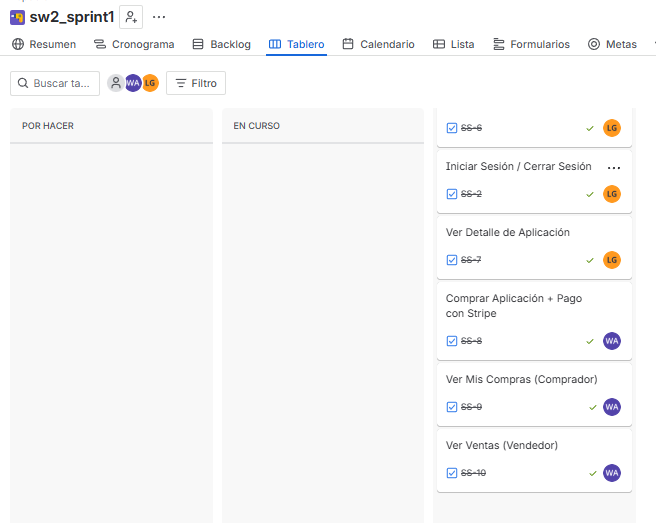 sw2_sprint1
Resumen Cronograma Backlog Tablero Calendario Lista Formularios Metas
Buscar ta... WA LG Filtro
POR HACER
EN CURSO
SS-6 LG
Iniciar Sesión / Cerrar Sesión
SS-2 LG
Ver Detalle de Aplicación
SS-7 LG
Comprar Aplicación + Pago
con Stripe
SS-8 WA
Ver Mis Compras (Comprador)
SS-9 WA
Ver Ventas (Vendedor)
SS-10 WA